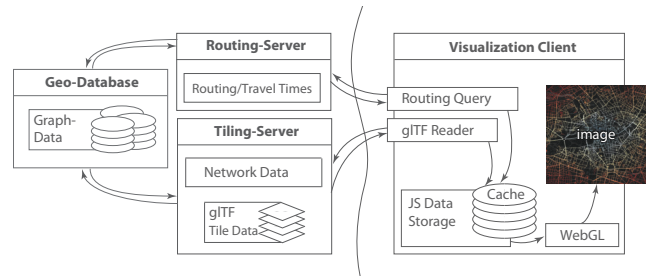 Routing-Server
Visualization Client
Geo-Database
Routing/Travel Times
Routing Query
Graph-
Data
Tiling-Server
glTF Reader
image
Network Data
Cache
glTF
Tile Data
JS Data
Storage
WebGL